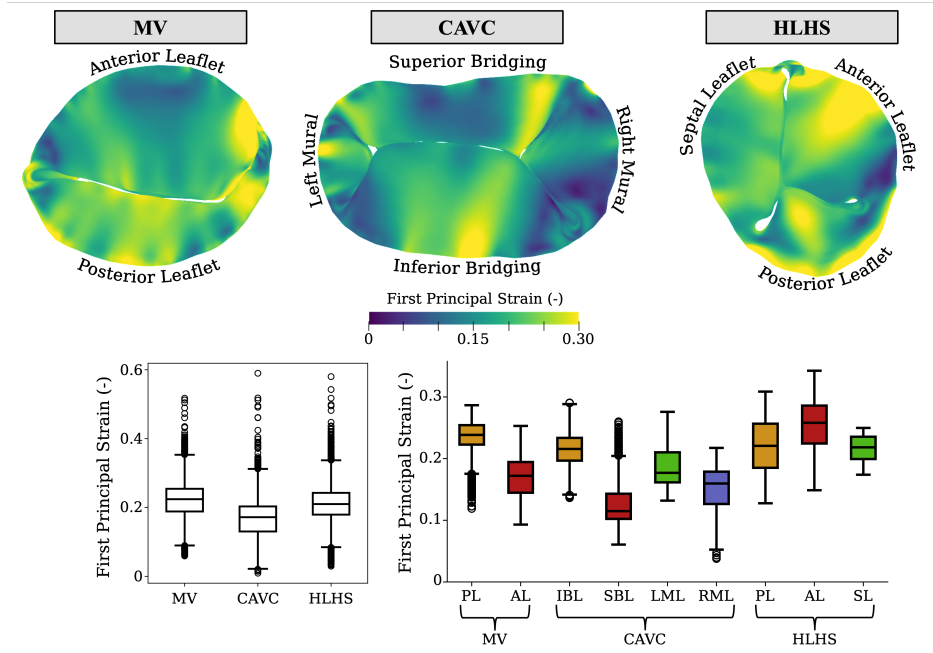 MV
CAVC
HLHS
Anterior Leaflet
Posterior Leaflet
Superior Bridging
Left Mural
Right Mural
Inferior Bridging
Septal Leaflet
Anterior Leaflet
Posterior Leaflet
First Principal Strain (-)
0 0.15 0.30
First Principal Strain (-)
0.6
0.4
0.2
0
MV CAVC HLHS
First Principal Strain (-)
0.3
0.2
0.1
0
PL AL IBL SBL LML RML PL AL SL
MV CAVC HLHS